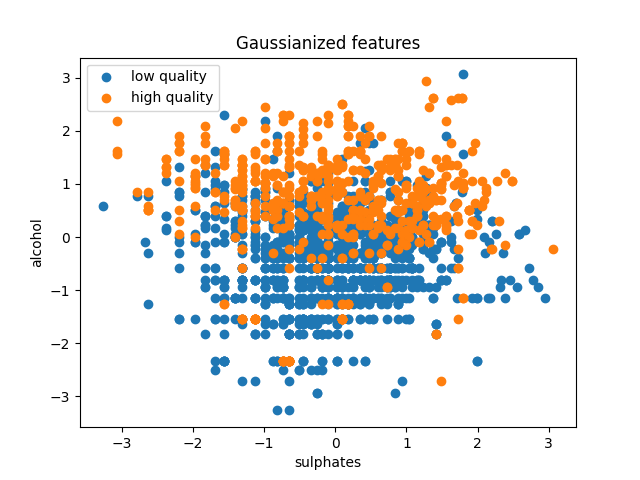 Gaussianized features
low quality
high quality
3
2
1
0
−1
−2
−3
alcohol
−3
−2
−1
0
1
2
3
sulphates